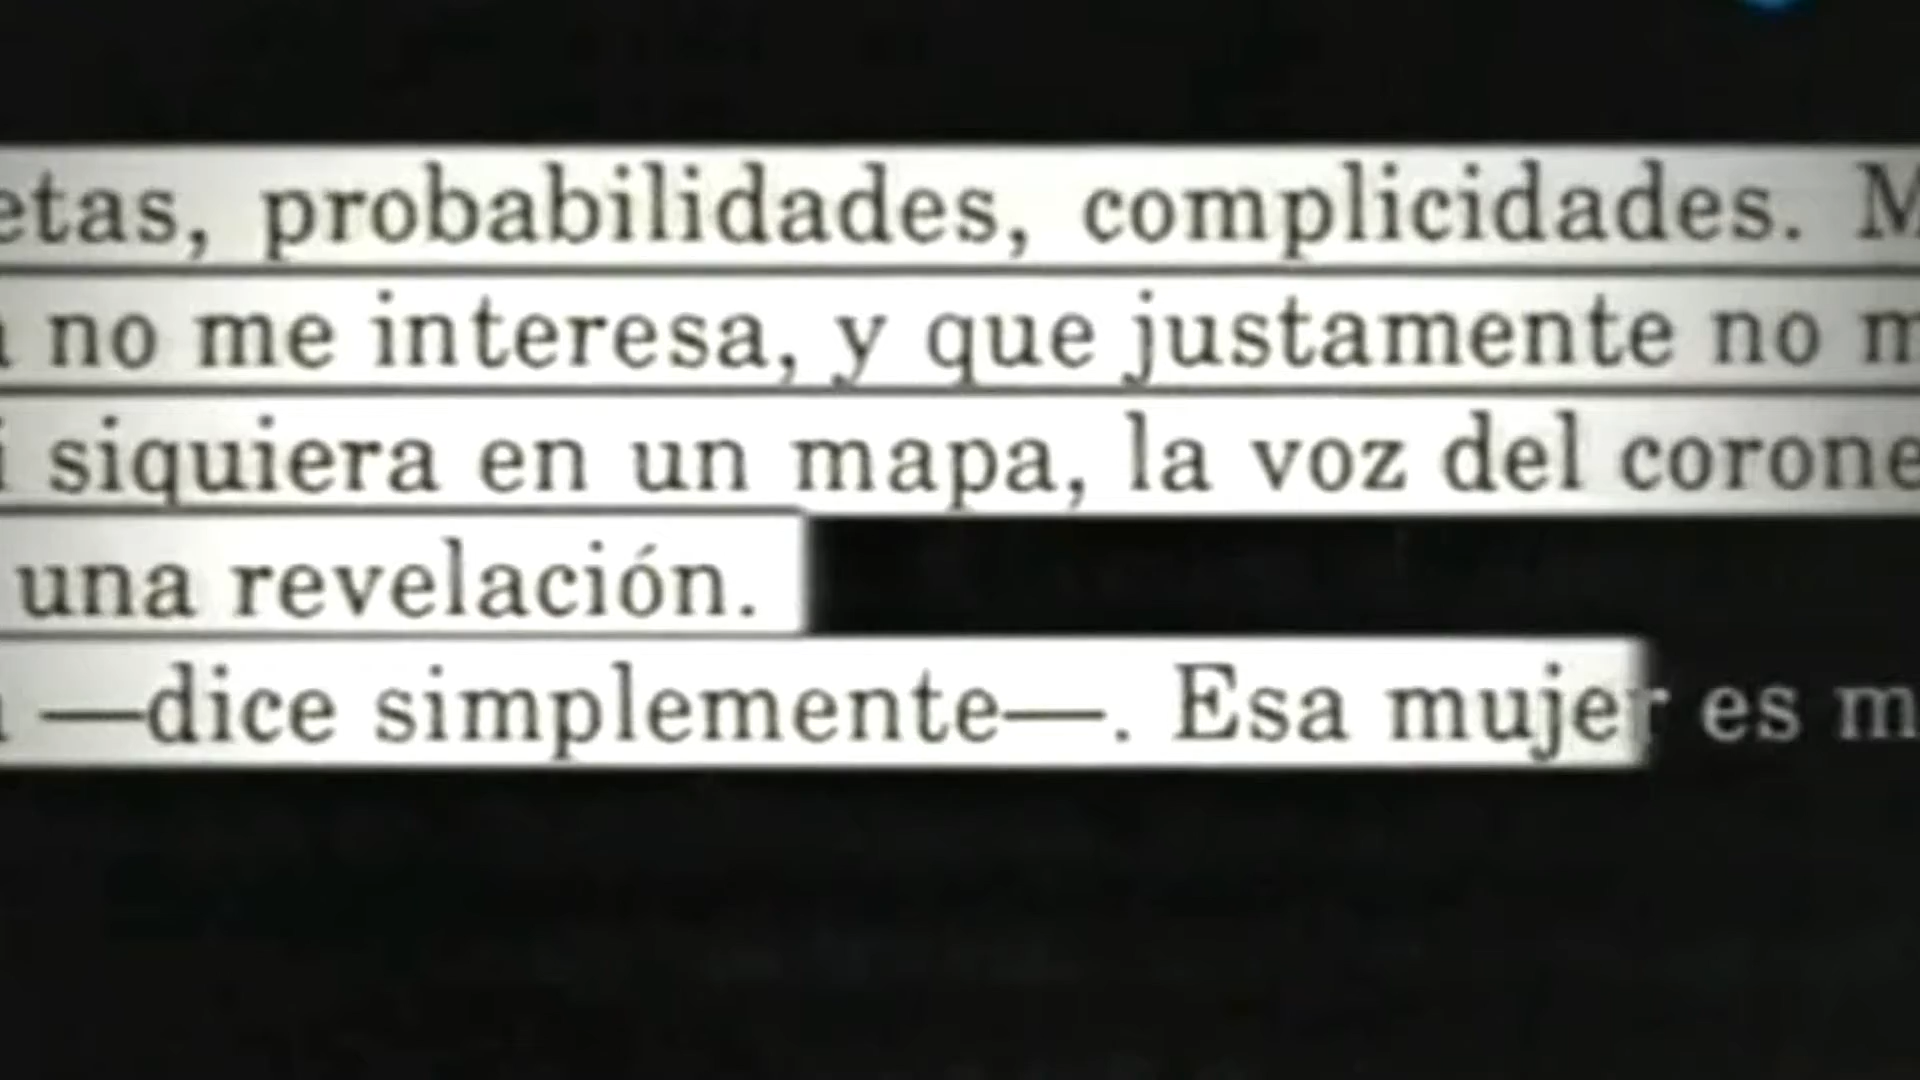 etas, probabilidades, complicidades. M
no me interesa, y que justamente no m
i siquiera en un mapa, la voz del corone
una revelación.
—dice simplemente—. Esa mujer es m